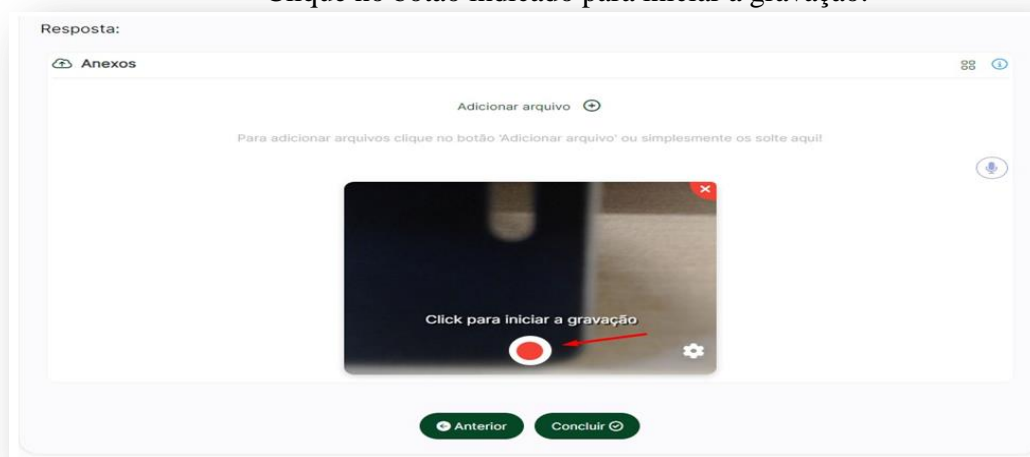 Clique no botão indicado para iniciar a gravação.
Resposta:
Anexos
Adicionar arquivo
Para adicionar arquivos clique no botão 'Adicionar arquivo' ou simplesmente os solte aqui!
Click para iniciar a gravação
Anterior
Concluir